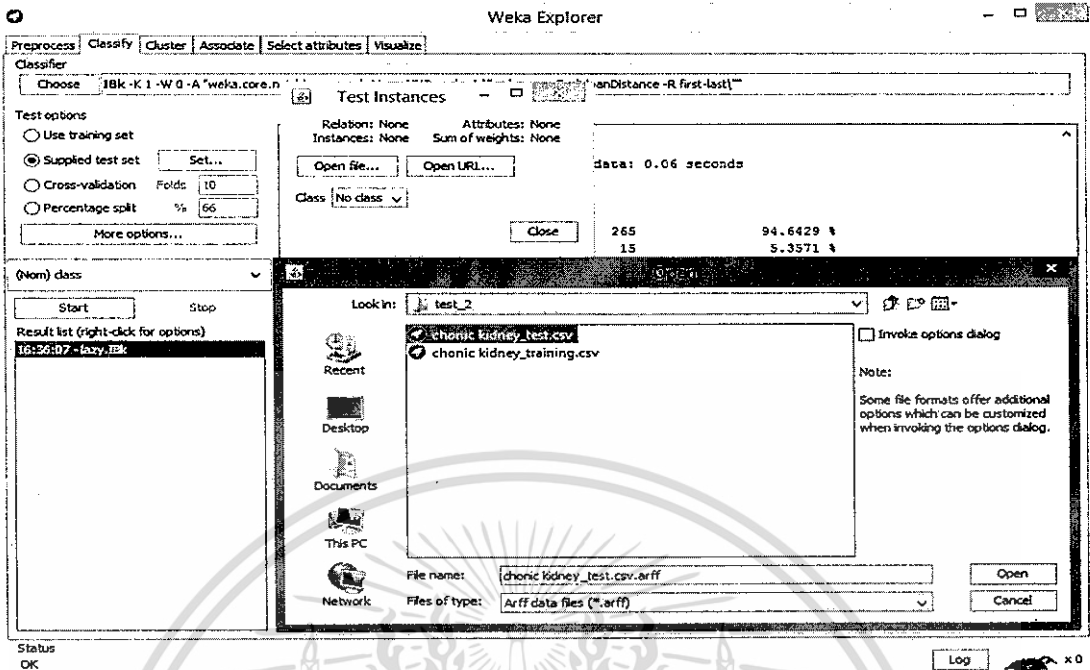 Weka Explorer
Preprocess Classify Cluster Associate Select attributes Visualize
Classifier
Choose IBk -K 1 -W 0 -A "weka.core.n anDistance -R first-last\""
Test Instances
Test options
Relation: None Attributes: None
Instances: None Sum of weights: None
Use training set
Supplied test set Set...
Open file... Open URL...
data: 0.06 seconds
Cross-validation Folds 10
Class No class
Percentage split % 66
More options...
Close
265 94.6429 %
15 5.3571 %
(Nom) class
Open
Start Stop
Look in: test_2
Result list (right-click for options)
16:36:07 - lazy.IBk
chonic kidney_test.csv
chonic kidney_training.csv
Invoke options dialog
Note:
Some file formats offer additional
options which can be customized
when invoking the options dialog.
Recent
Desktop
Documents
This PC
Network
File name: chonic kidney_test.csv.arff Open
Files of type: Arff data files (*.arff) Cancel
Status
OK
Log x 0